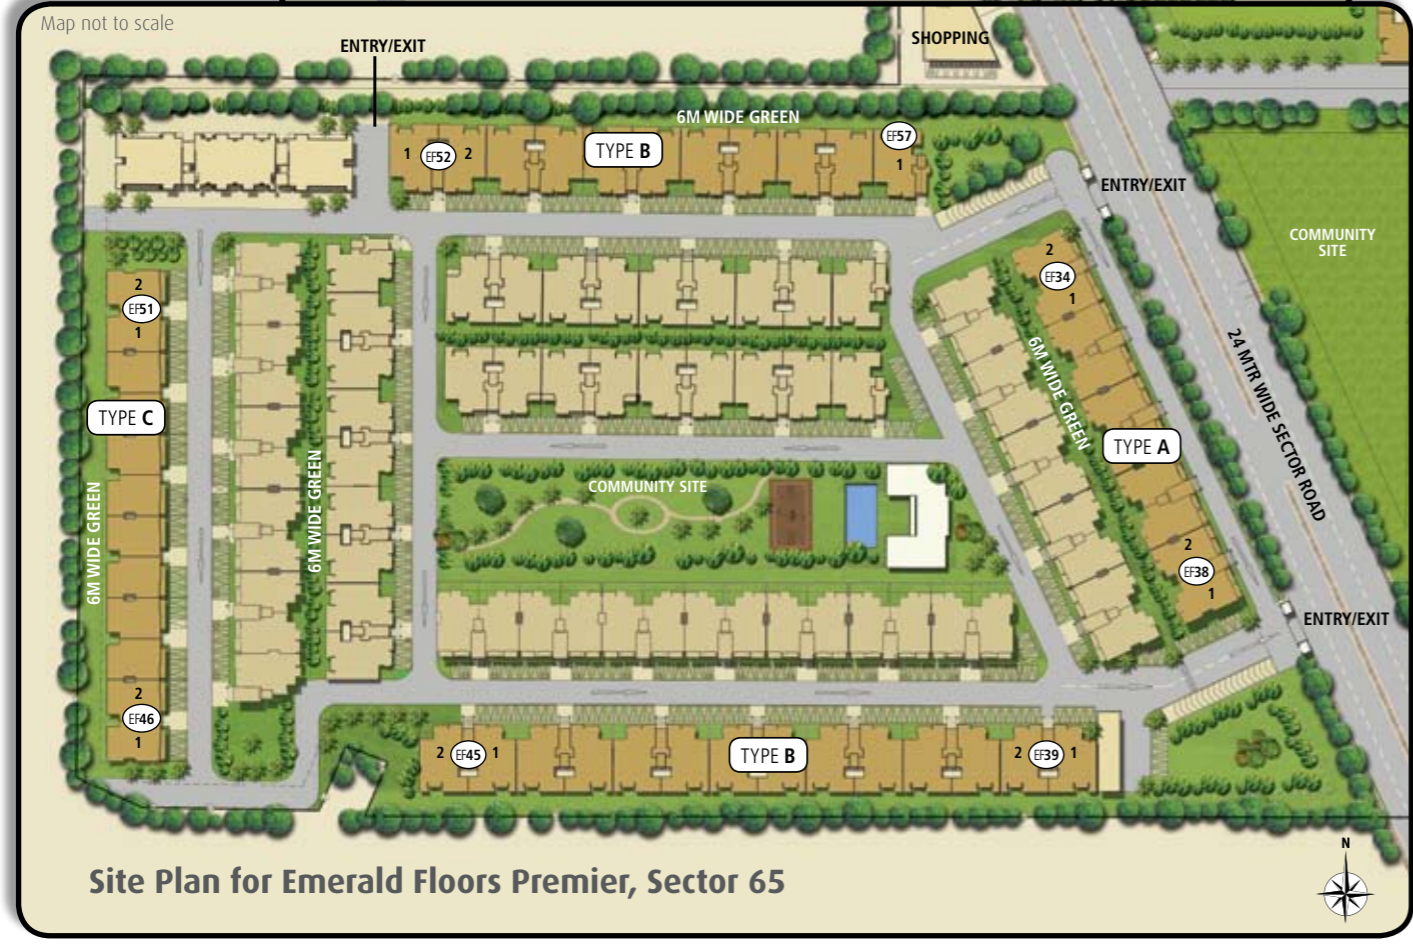 Map not to scale
SHOPPING
ENTRY/EXIT
6M WIDE GREEN
EF57
1
1
EF52
2
TYPE B
ENTRY/EXIT
COMMUNITY
SITE
2
EF34
1
2
EF51
1
6M WIDE GREEN
24 MTR WIDE SECTOR ROAD
TYPE C
TYPE A
6M WIDE GREEN
6M WIDE GREEN
COMMUNITY SITE
2
EF38
1
ENTRY/EXIT
2
EF46
1
2
EF45
1
TYPE B
2
EF39
1
N
Site Plan for Emerald Floors Premier, Sector 65